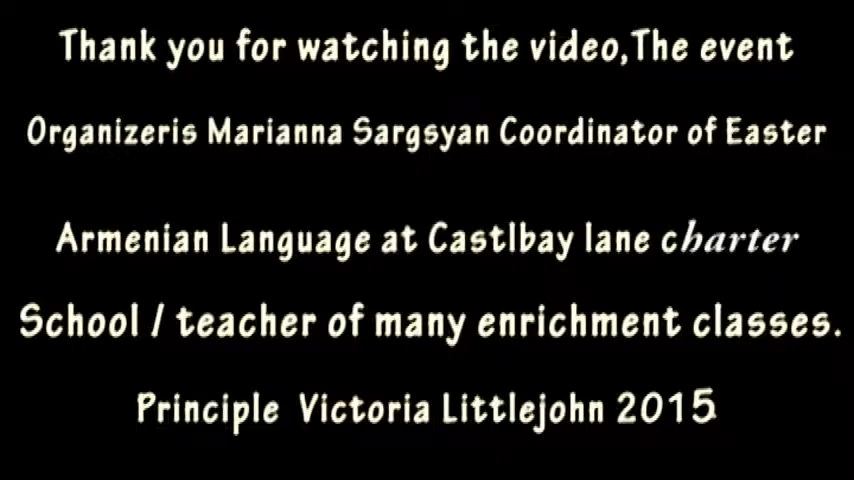 Thank you for watching the video,The event
Organizeris Marianna Sargsyan Coordinator of Easter
Armenian Language at Castlbay lane charter
School / teacher of many enrichment classes.
Principle Victoria Littlejohn 2015